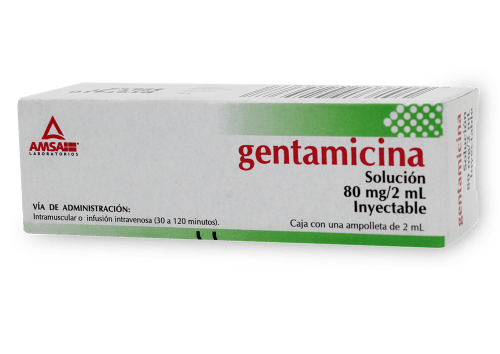 AMSA
LABORATORIOS
gentamicina
Solución
80 mg/2 mL
Inyectable
VÍA DE ADMINISTRACIÓN:
Intramuscular o infusión intravenosa (30 a 120 minutos).
Caja con una ampolleta de 2 mL
gentamicina
Solución